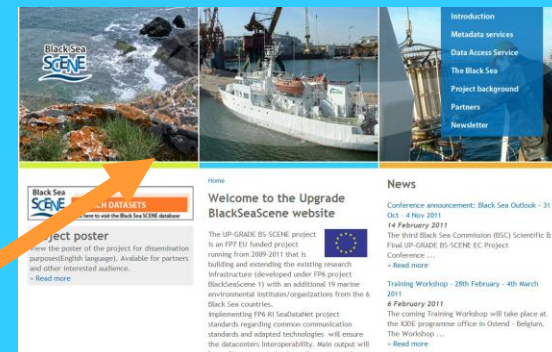 Black Sea
SCENE
Introduction
Metadata services
Data Access Service
The Black Sea
Project background
Partners
Newsletter
Black Sea
SCENE
CH DATASETS
here to visit the Black Sea SCENE database
ject poster
View the poster of the project for dissemination
purposes(English language). Avalable for partners
and other interested audience.
» Read more
Home
Welcome to the Upgrade
BlackSeaScene website
The UP-GRADE BS-SCENE project
is an FP7 EU funded project
running from 2009-2011 that is
building and extending the existing research
infrastructure (developed under FP6 project
BlackSeaScene 1) with an additional 19 marine
environmental institutes/organizations from the 6
Black Sea countries.
Implementing FP6 RI SeaDataNet project
standards regarding common communication
standards and adapted technologies will ensure
the datacenters interoperability. Main output will
News
Conference announcement: Black Sea Outlook - 31
Oct - 4 Nov 2011
14 February 2011
The third Black Sea Commission (BSC) Scientific &
Final UP-GRADE BS-SCENE EC Project
Conference ...
» Read more
Training Workshop - 28th February - 4th March
2011
6 February 2011
The coming Training Workshop will take place at
the IODE programme office in Ostend - Belgium.
The Workshop ...
» Read more